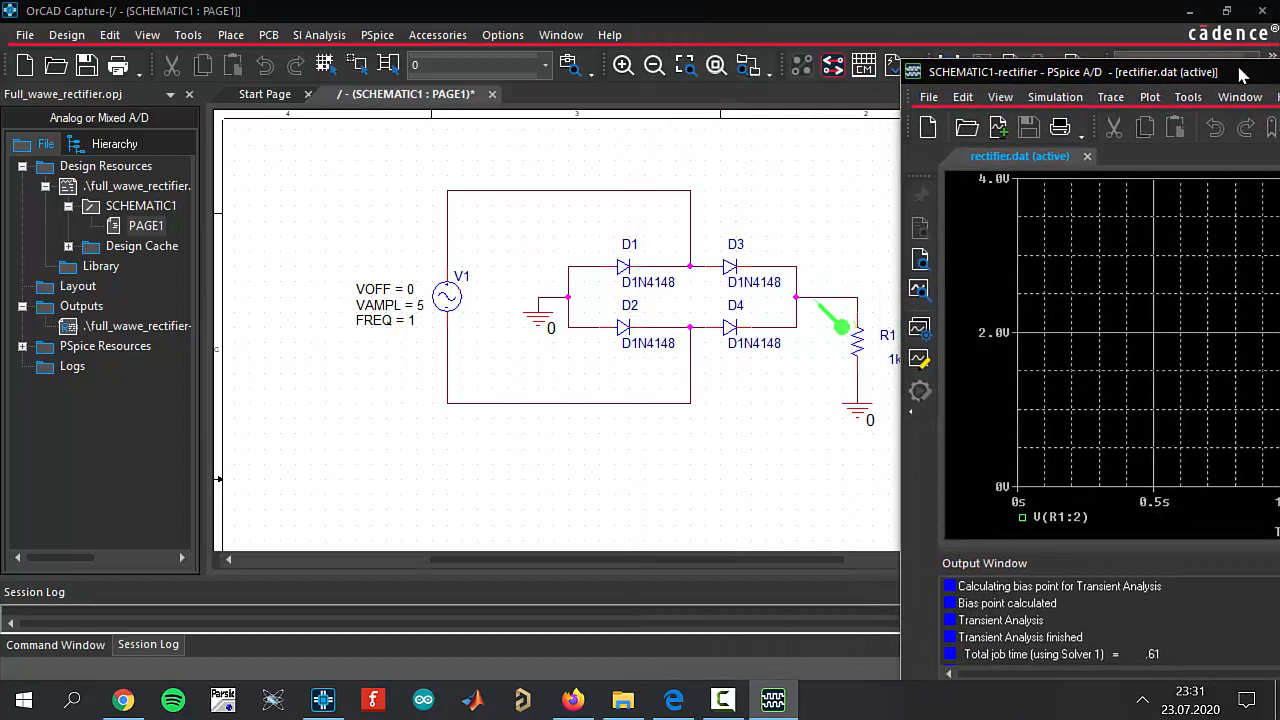 OrCAD Capture-[/ - (SCHEMATIC1 : PAGE1)]
File Design Edit View Tools Place PCB SI Analysis PSpice Accessories Options Window Help
cādence®
0
Full_wawe_rectifier.opj
Start Page
/ - (SCHEMATIC1 : PAGE1)*
Analog or Mixed A/D
File
Hierarchy
Design Resources
.\full_wawe_rectifier.
SCHEMATIC1
PAGE1
Design Cache
Library
Layout
Outputs
.\full_wawe_rectifier-
PSpice Resources
Logs
4 3 2
C
V1
VOFF = 0
VAMPL = 5
FREQ = 1
D1
D1N4148
D3
D1N4148
D2
D1N4148
D4
D1N4148
0
R1
1k
0
SCHEMATIC1-rectifier - PSpice A/D - [rectifier.dat (active)]
File Edit View Simulation Trace Plot Tools Window
rectifier.dat (active)
4.0V
2.0V
0V
0s 0.5s
V(R1:2)
Output Window
Calculating bias point for Transient Analysis
Bias point calculated
Transient Analysis
Transient Analysis finished
Total job time (using Solver 1) = .61
Session Log
Command Window
Session Log
23:31
23.07.2020